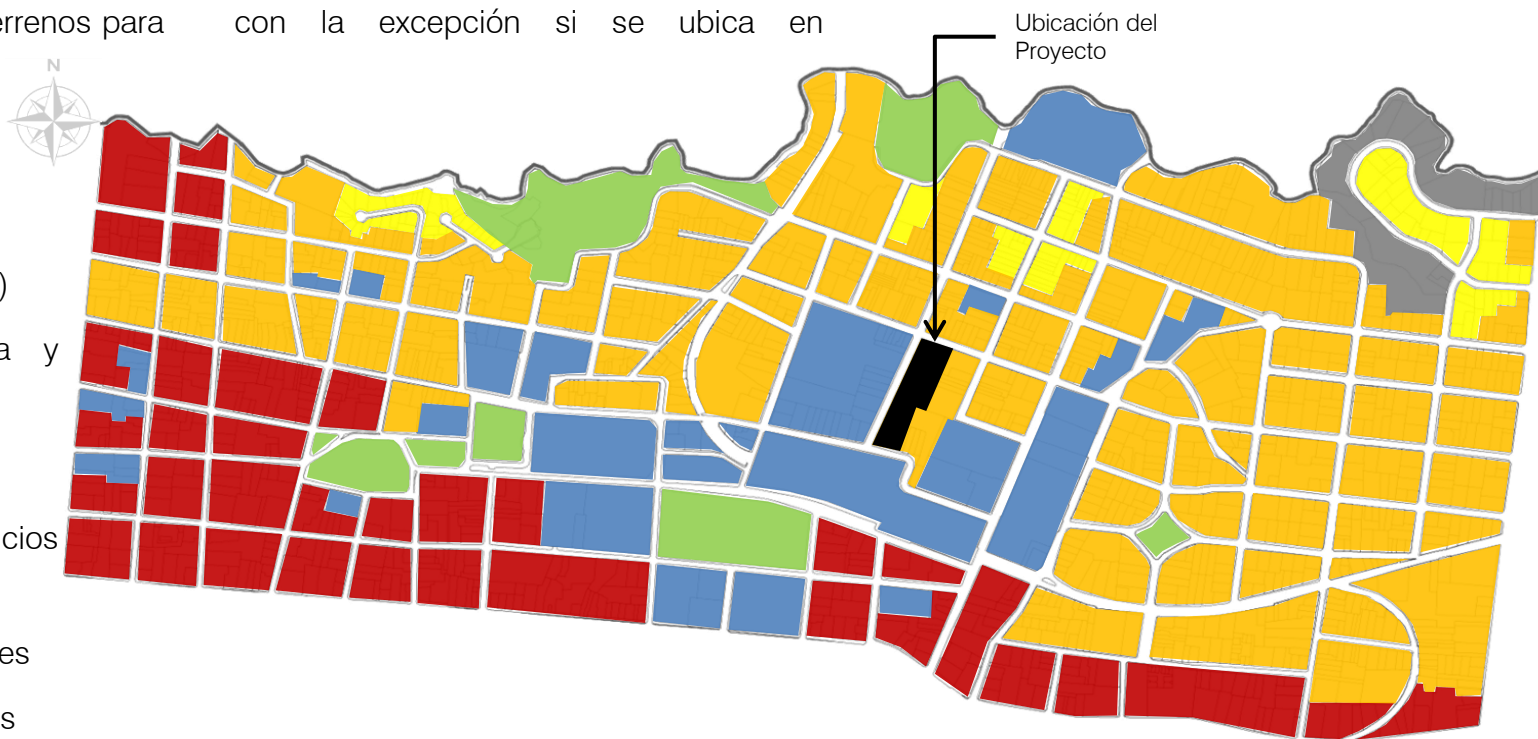 errenos para con la excepción si se ubica en
Ubicación del
Proyecto
N
)
a y
cios
es
s